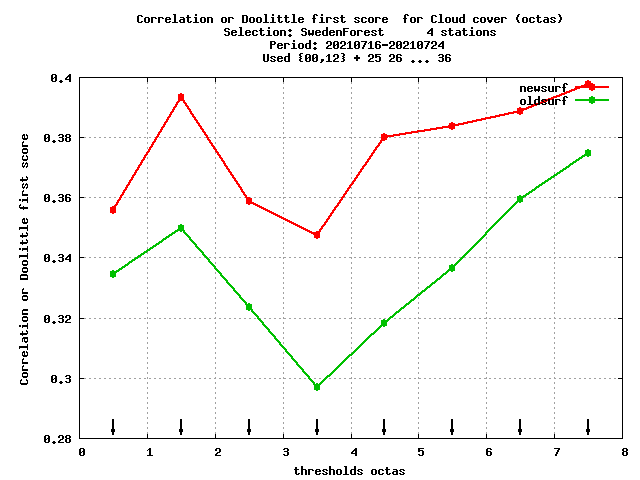 Correlation or Doolittle first score  for Cloud cover (octas)
Selection: SwedenForest      4 stations
Period: 20210716-20210724
Used {00,12} + 25 26 ... 36
newsurf
oldsurf
Correlation or Doolittle first score
0.4
0.38
0.36
0.34
0.32
0.3
0.28
0 1 2 3 4 5 6 7 8
thresholds octas